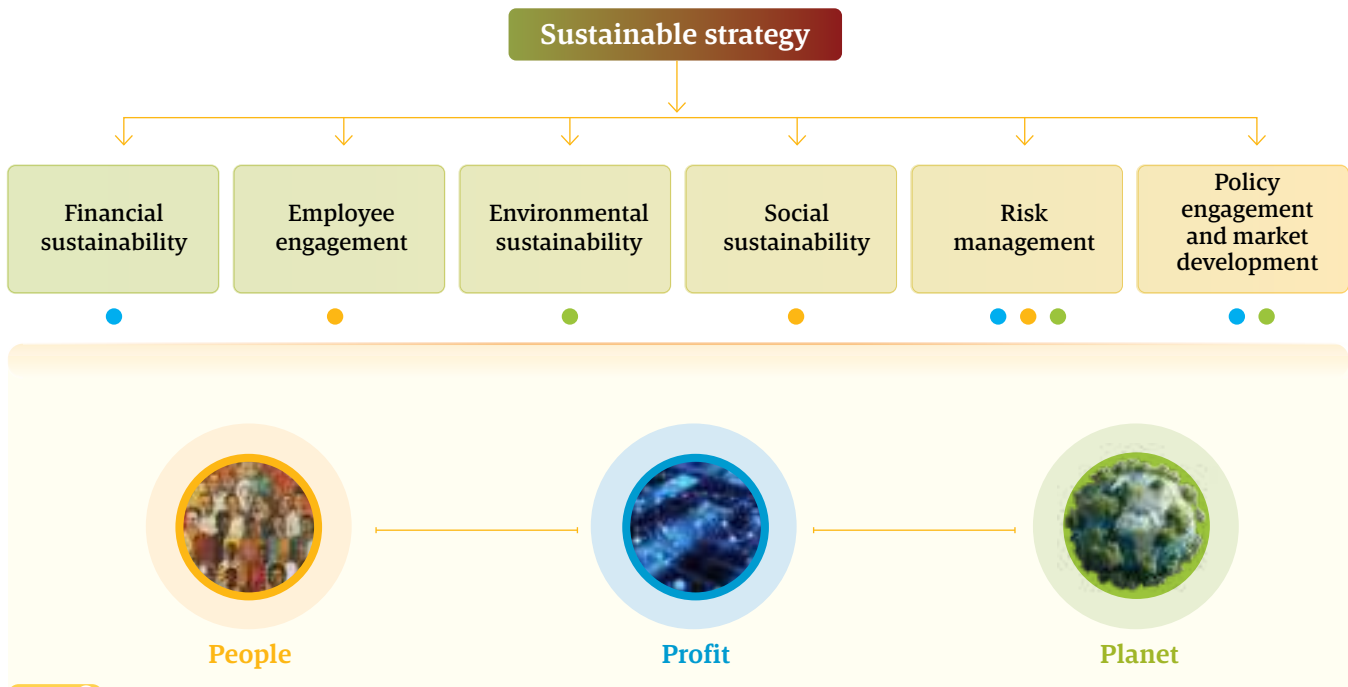 Sustainable strategy
Financial
sustainability
Employee
engagement
Environmental
sustainability
Social
sustainability
Risk
management
Policy
engagement
and market
development
People
Profit
Planet